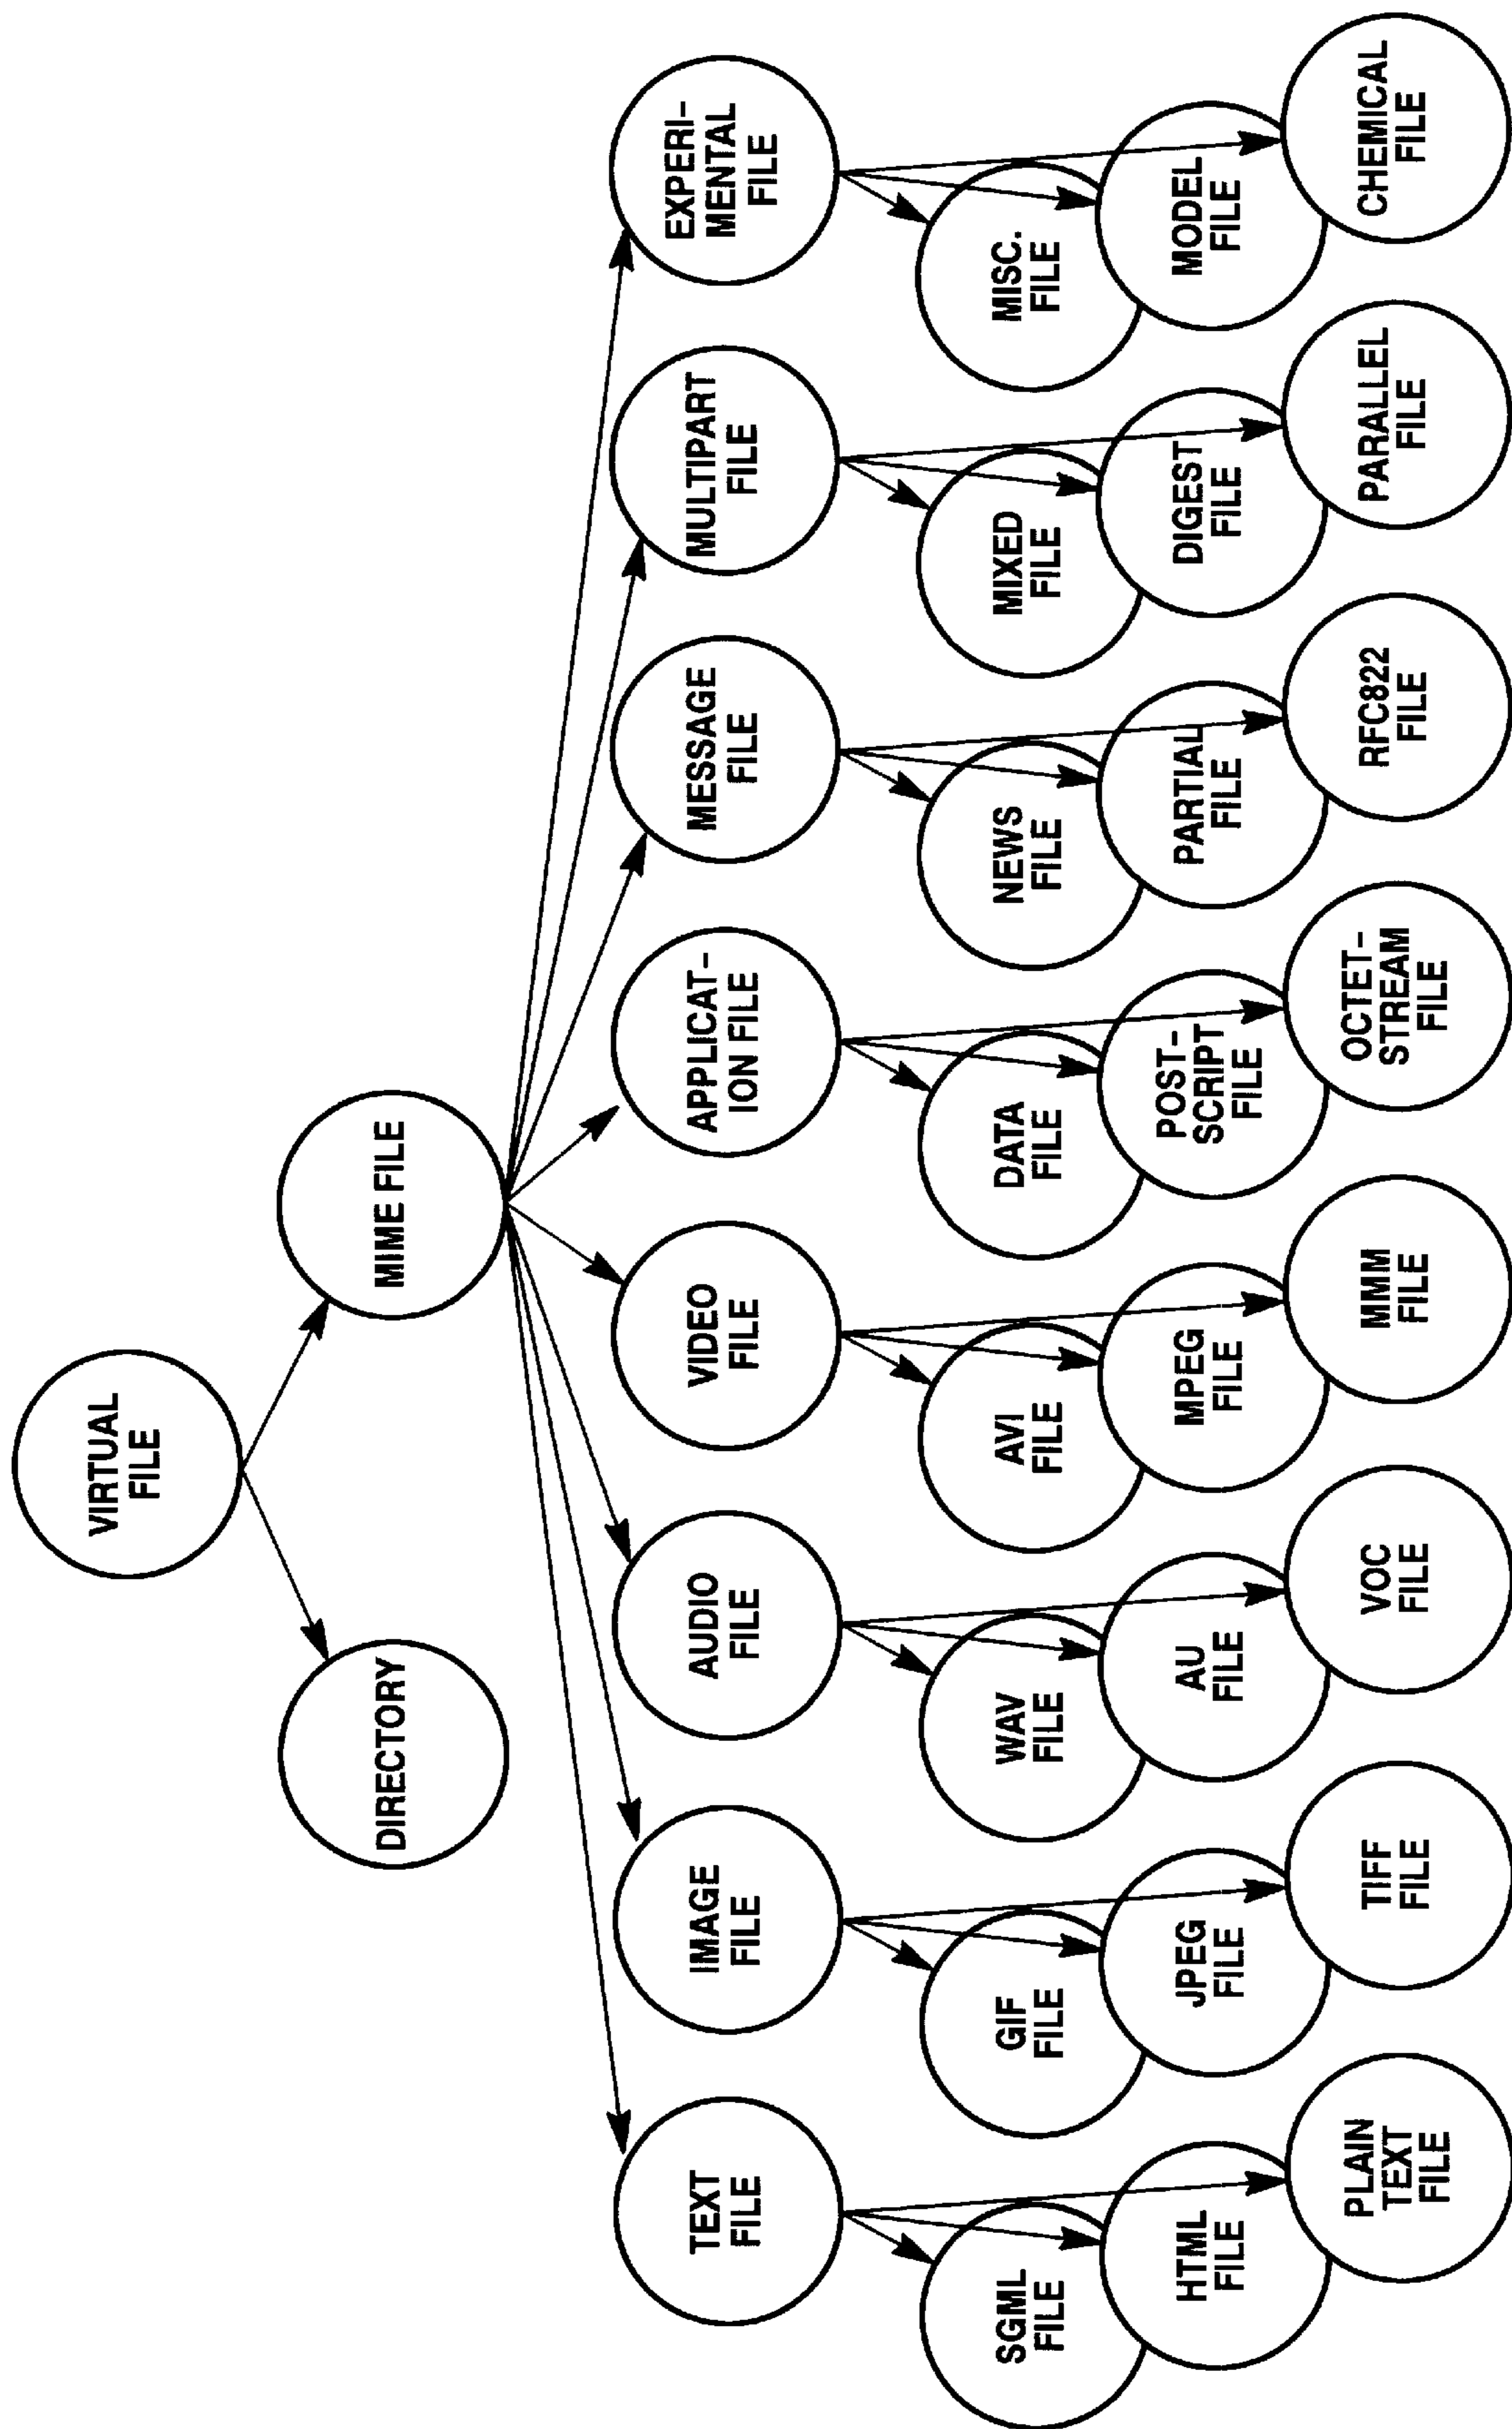 VIRTUAL
FILE
DIRECTORY
MIME FILE
TEXT
FILE
IMAGE
FILE
AUDIO
FILE
VIDEO
FILE
APPLICAT-
ION FILE
MESSAGE
FILE
MULTIPART
FILE
EXPERI-
MENTAL
FILE
SGML
FILE
HTML
FILE
PLAIN
TEXT
FILE
GIF
FILE
JPEG
FILE
TIFF
FILE
WAV
FILE
AU
FILE
VOC
FILE
AVI
FILE
MPEG
FILE
MMM
FILE
DATA
FILE
POST-
SCRIPT
FILE
OCTET-
STREAM
FILE
NEWS
FILE
PARTIAL
FILE
RFC822
FILE
MIXED
FILE
DIGEST
FILE
PARALLEL
FILE
MISC.
FILE
MODEL
FILE
CHEMICAL
FILE